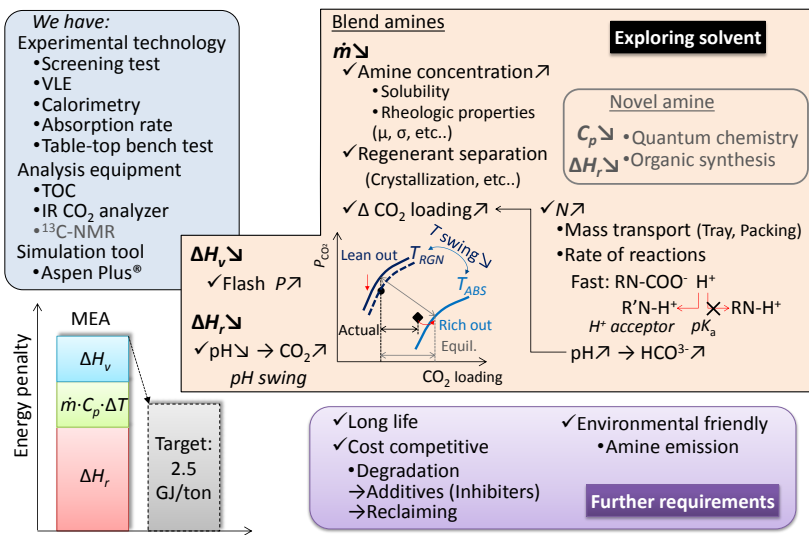 We have:
Experimental technology
•Screening test
•VLE
•Calorimetry
•Absorption rate
•Table-top bench test
Analysis equipment
•TOC
•IR CO₂ analyzer
•¹³C-NMR
Simulation tool
•Aspen Plus®
Blend amines
Exploring solvent
ṁ↘
✓Amine concentration↗
•Solubility
•Rheologic properties
(μ, σ, etc..)
✓Regenerant separation
(Crystallization, etc..)
✓Δ CO₂ loading↗
Novel amine
Cₚ↘ •Quantum chemistry
ΔHᵣ↘ •Organic synthesis
✓N↗
•Mass transport (Tray, Packing)
•Rate of reactions
Fast: RN-COO⁻ H⁺
R’N-H⁺ RN-H⁺
H⁺ acceptor pKₐ
pH↗ → HCO³⁻↗
ΔHᵥ↘
✓Flash P↗
ΔHᵣ↘
✓pH↘ → CO₂↗
pH swing
P_CO₂
Lean out
T_RGN
T swing↘
T_ABS
Actual
Rich out
Equil.
CO₂ loading
Energy penalty
MEA
ΔHᵥ
ṁ·Cₚ·ΔT
ΔHᵣ
Target:
2.5
GJ/ton
✓Long life
✓Cost competitive
•Degradation
→Additives (Inhibiters)
→Reclaiming
✓Environmental friendly
•Amine emission
Further requirements